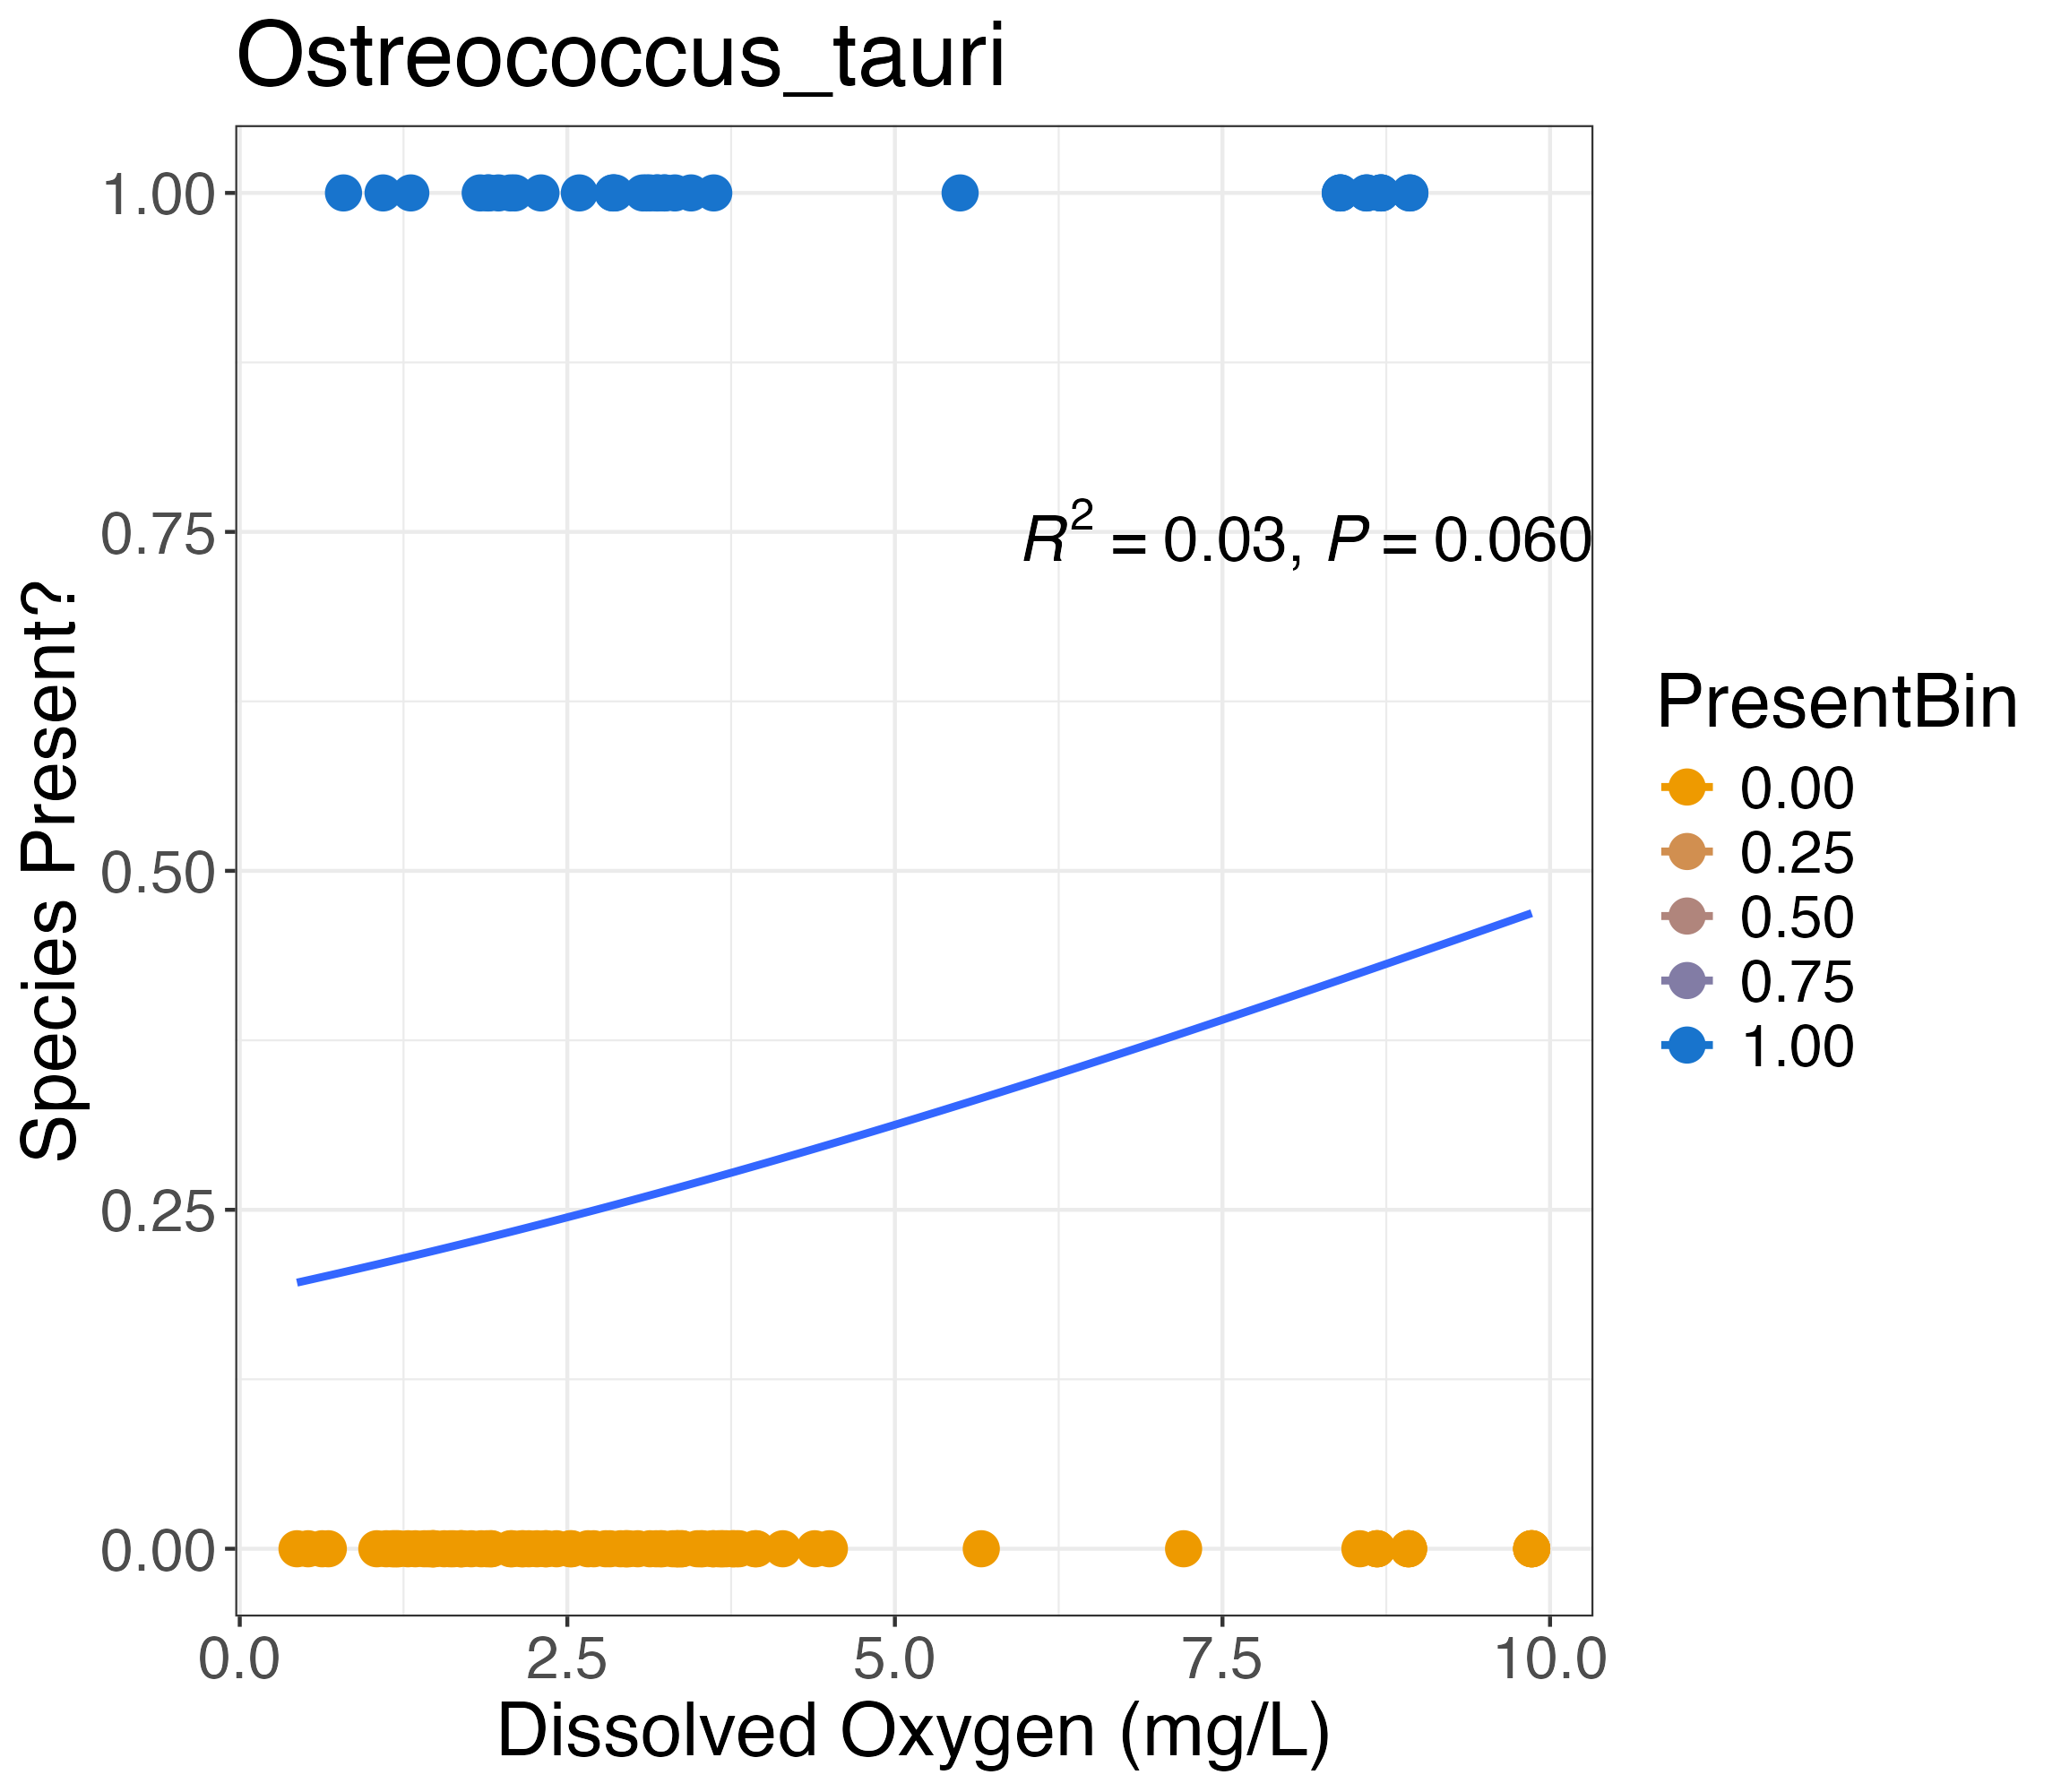 Ostreococcus_tauri
1.00
0.75
0.50
0.25
0.00
Species Present?
R² = 0.03, P = 0.060
0.0 2.5 5.0 7.5 10.0
Dissolved Oxygen (mg/L)
PresentBin
0.00
0.25
0.50
0.75
1.00